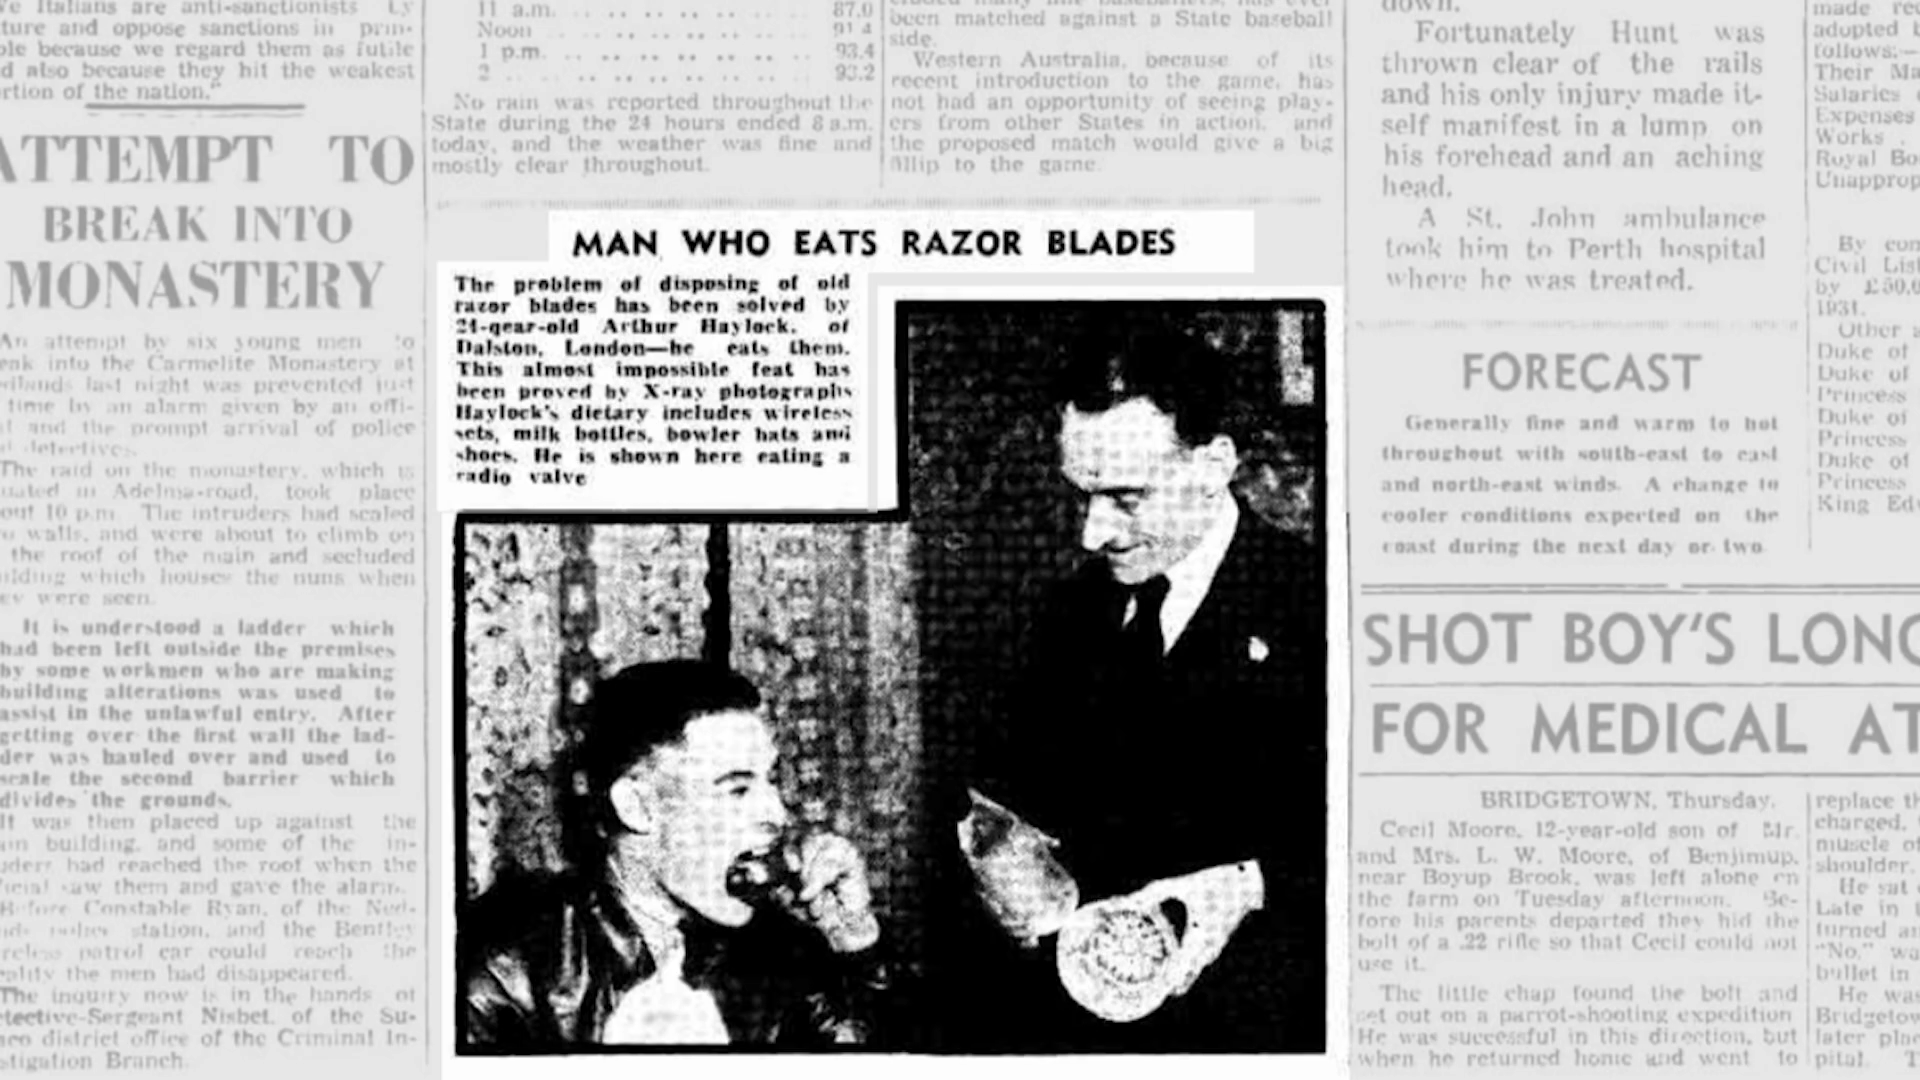 ture and oppose sanctions in prin-
ple because we regard them as futile
d also because they hit the weakest
rtion of the nation."
ATTEMPT TO
BREAK INTO
MONASTERY
An attempt by six young men to
eak into the Carmelite Monastery at
last night was prevented just
time by an alarm given by an offi-
and the prompt arrival of police
detectives.
The raid on the monastery, which is
uated in Adelma-road, took place
out 10 p.m. The intruders had scaled
walls, and were about to climb on
the roof of the main and secluded
ilding which houses the nuns when
ey were seen.
It is understood a ladder which
had been left outside the premises
by some workmen who are making
building alterations was used to
assist in the unlawful entry. After
getting over the first wall the lad-
der was hauled over and used to
scale the second barrier which
divides the grounds.
It was then placed up against the
building, and some of the in-
uders had reached the roof when the
saw them and gave the alarm.
Before Constable Ryan, of the Ned-
station, and the Bentley
reless patrol car could reach the
ality the men had disappeared.
The inquiry now is in the hands of
etective-Sergeant Nisbet, of the Su-
aco district office of the Criminal In-
stigation Branch.
11 a.m. .. .. .. .. 87.0
Noon .. .. .. .. 91.4
1 p.m. .. .. .. .. 93.4
2 .. .. .. .. 93.2
No rain was reported throughout the
State during the 24 hours ended 8 a.m.
today, and the weather was fine and
mostly clear throughout.
been matched against a State baseball
side.
Western Australia, because of its
recent introduction to the game, has
not had an opportunity of seeing play-
ers from other States in action, and
the proposed match would give a big
fillip to the game.
MAN WHO EATS RAZOR BLADES
The problem of disposing of old
razor blades has been solved by
21-year-old Arthur Haylock, of
Dalston, London—he eats them.
This almost impossible feat has
been proved by X-ray photographs
Haylock's dietary includes wireless
sets, milk bottles, bowler hats and
shoes. He is shown here eating a
radio valve
down.
Fortunately Hunt was
thrown clear of the rails
and his only injury made it-
self manifest in a lump on
his forehead and an aching
head.
A St. John ambulance
took him to Perth hospital
where he was treated.
FORECAST
Generally fine and warm to hot
throughout with south-east to east
and north-east winds. A change to
cooler conditions expected on the
coast during the next day or two
SHOT BOY'S LONG
FOR MEDICAL AT
BRIDGETOWN, Thursday.
Cecil Moore, 12-year-old son of Mr.
and Mrs. L. W. Moore, of Benjinup,
near Boyup Brook, was left alone on
the farm on Tuesday afternoon. Be-
fore his parents departed they hid the
bolt of a .22 rifle so that Cecil could not
use it.
The little chap found the bolt and
set out on a parrot-shooting expedition
He was successful in this direction, but
when he returned home and went to
made rec
adopted b
follows:—
Their Ma
Salaries
Expenses
Works .
Royal Bo
Unapprop
By con
Civil List
by £50,0
1931.
Other a
Duke of
Duke of
Princess
Duke of
Princess
Duke of
Princess
King Edw
replace th
charged,
muscle of
shoulder.
He sat
Late in t
turned an
"No," wa
bullet in
He was
Bridgetow
later plac
pital. T